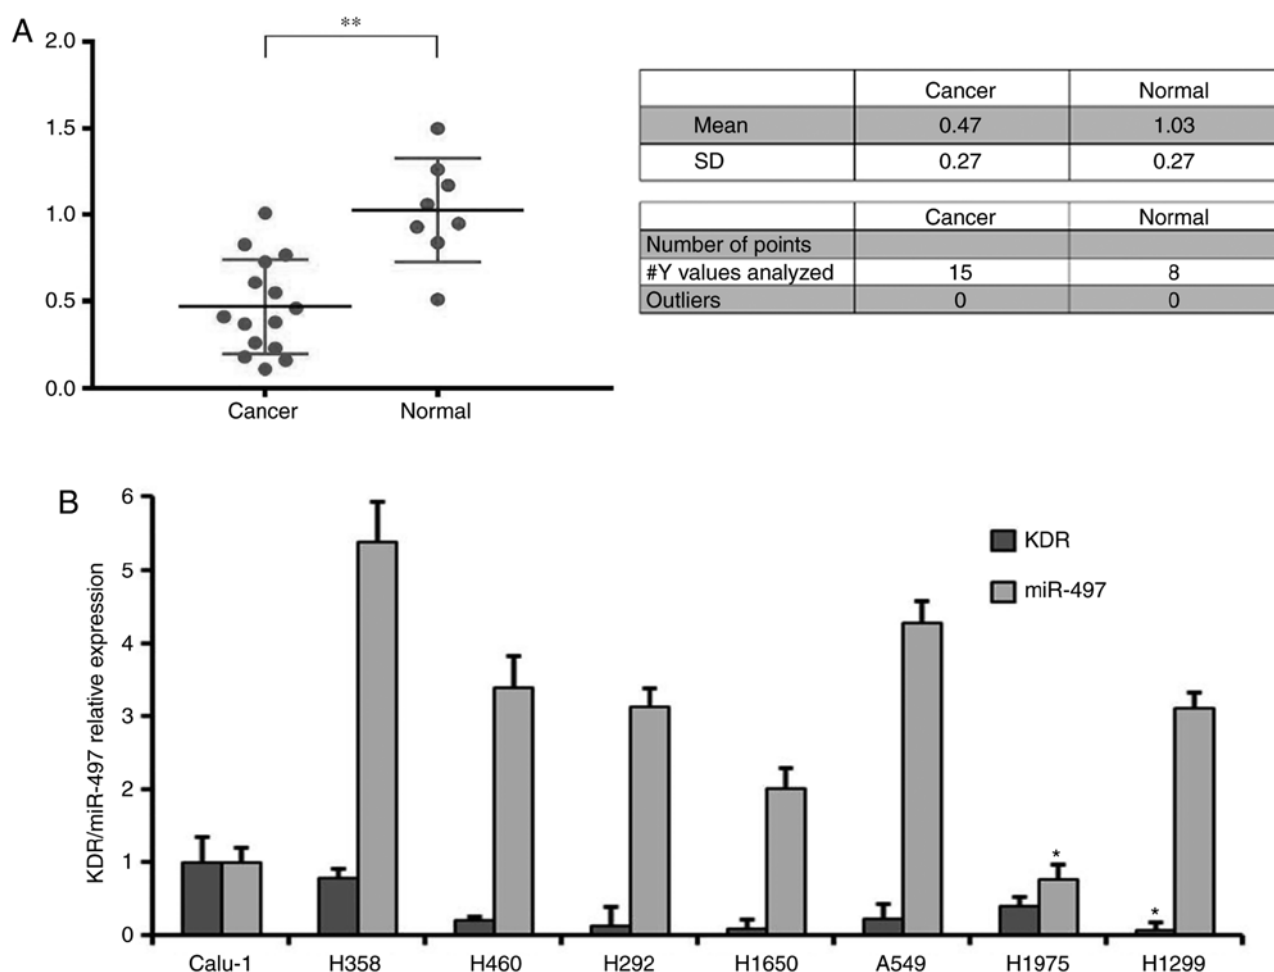 A
**
2.0
1.5
1.0
0.5
0.0
Cancer Normal
Cancer Normal
Mean 0.47 1.03
SD 0.27 0.27
Cancer Normal
Number of points
#Y values analyzed 15 8
Outliers 0 0
B
KDR/miR-497 relative expression
6
5
4
3
2
1
0
KDR
miR-497
*
*
Calu-1 H358 H460 H292 H1650 A549 H1975 H1299